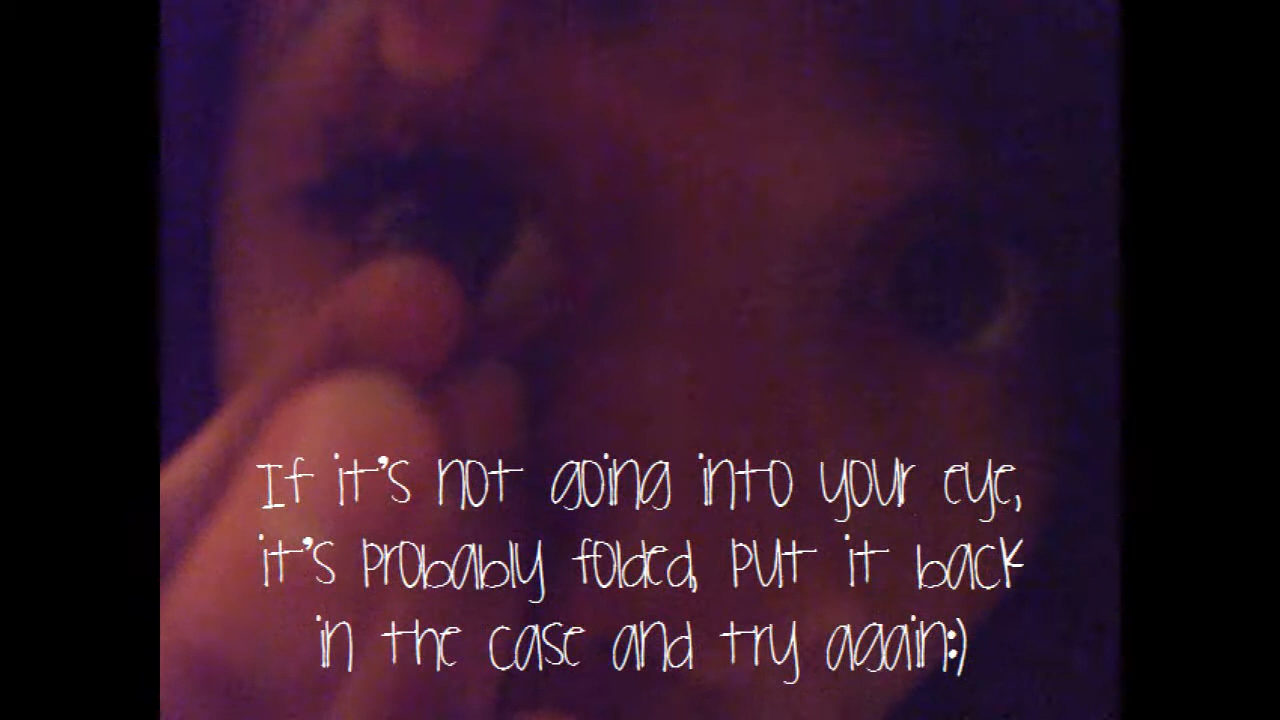 If it's not going into your eye,
it's probably folded, put it back
in the case and try again:)